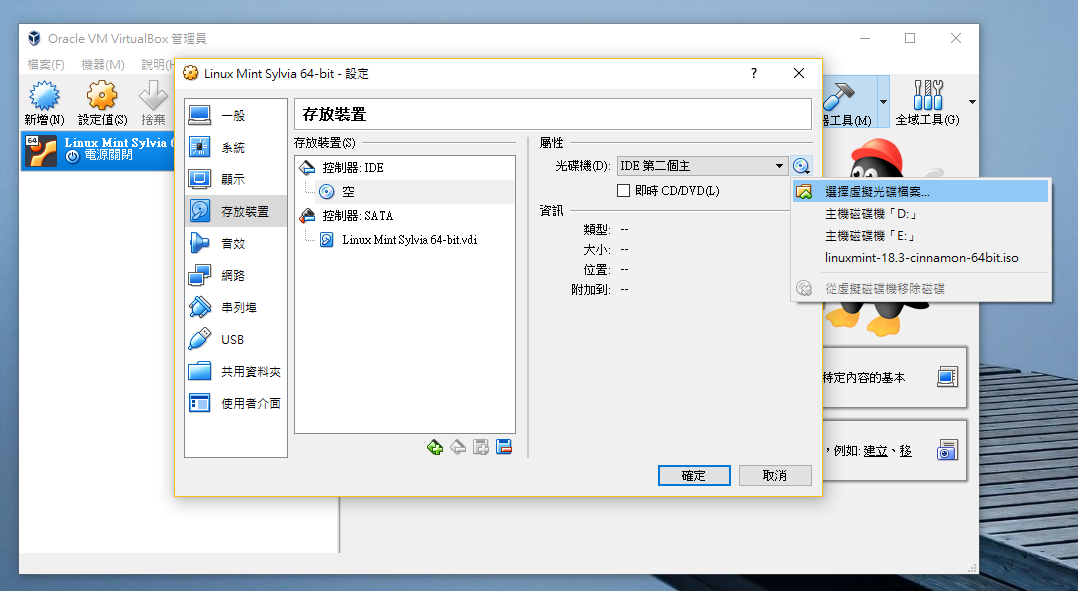 Oracle VM VirtualBox 管理員
檔案(F) 機器(M)
新增(N) 設定值(S) 捨棄
64 Linux Mint Sylvia
電源關閉
Linux Mint Sylvia 64-bit - 設定
?
一般
系統
顯示
存放裝置
音效
網路
串列埠
USB
共用資料夾
使用者介面
存放裝置
存放裝置(S)
控制器: IDE
空
控制器: SATA
Linux Mint Sylvia 64-bit.vdi
屬性
光碟機(D): IDE 第二個主
即時 CD/DVD(L)
資訊
類型: --
大小: --
位置: --
附加到: --
確定 取消
工具(M) 全域工具(G)
選擇虛擬光碟檔案...
主機磁碟機「D:」
主機磁碟機「E:」
linuxmint-18.3-cinnamon-64bit.iso
從虛擬磁碟機移除磁碟
特定內容的基本
,例如: 建立、移